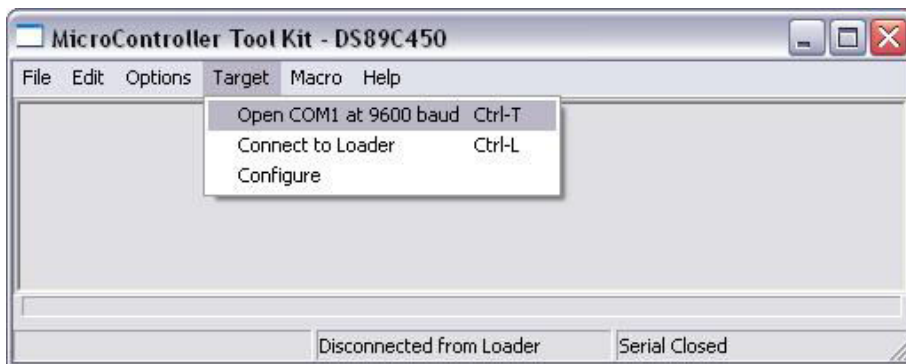 MicroController Tool Kit - DS89C450
File Edit Options Target Macro Help
Open COM1 at 9600 baud Ctrl-T
Connect to Loader Ctrl-L
Configure
Disconnected from Loader Serial Closed